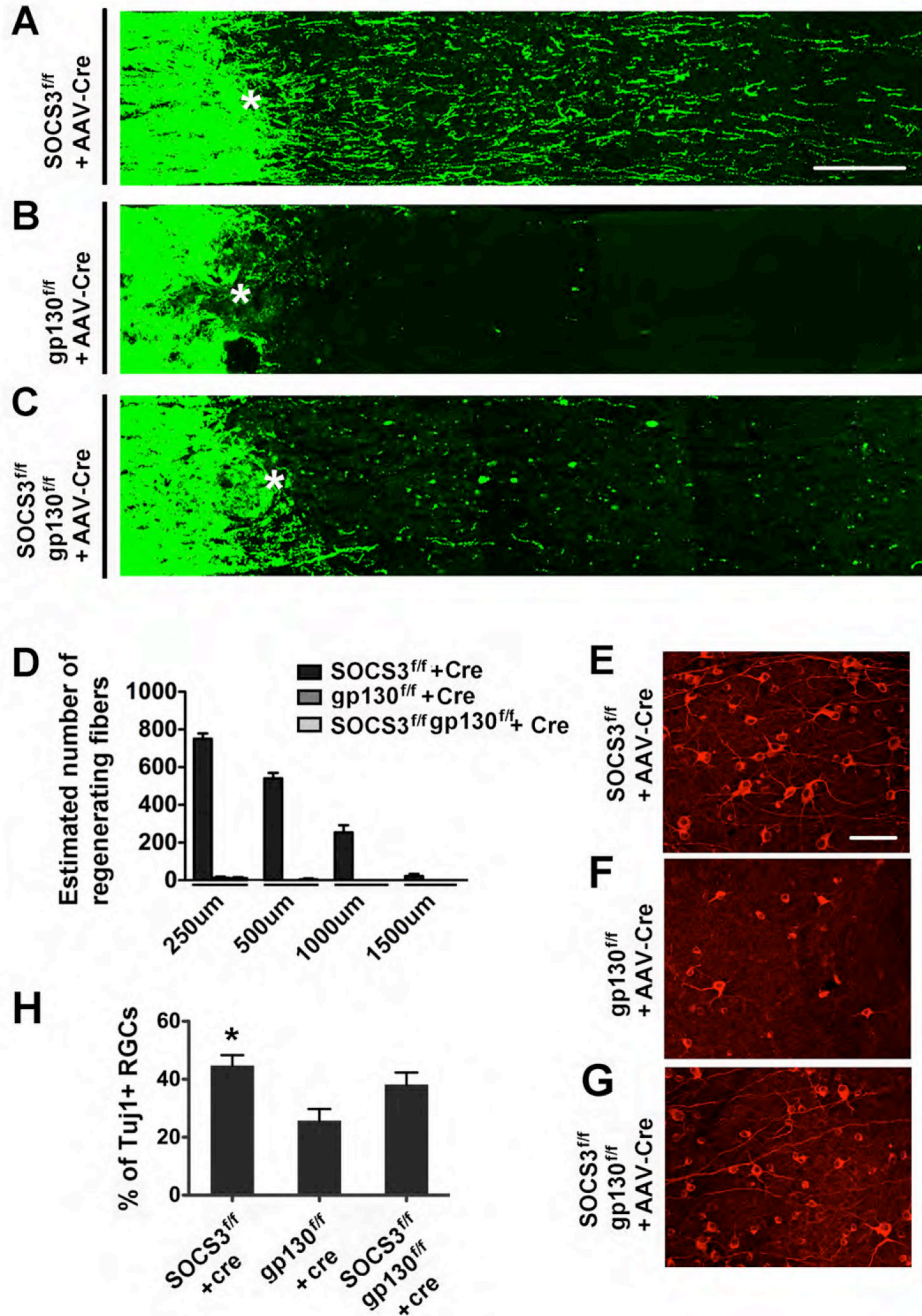 A
SOCS3f/f
+ AAV-Cre
*
B
gp130f/f
+ AAV-Cre
*
C
SOCS3f/f
gp130f/f
+ AAV-Cre
*
D
Estimated number of
regenerating fibers
1000
800
600
400
200
0
250um
500um
1000um
1500um
SOCS3f/f +Cre
gp130f/f +Cre
SOCS3f/f gp130f/f + Cre
E
SOCS3f/f
+ AAV-Cre
F
gp130f/f
+ AAV-Cre
G
SOCS3f/f
gp130f/f
+ AAV-Cre
H
% of Tuj1+ RGCs
60
40
20
0
*
SOCS3f/f
+cre
gp130f/f
+cre
SOCS3f/f
gp130f/f
+cre